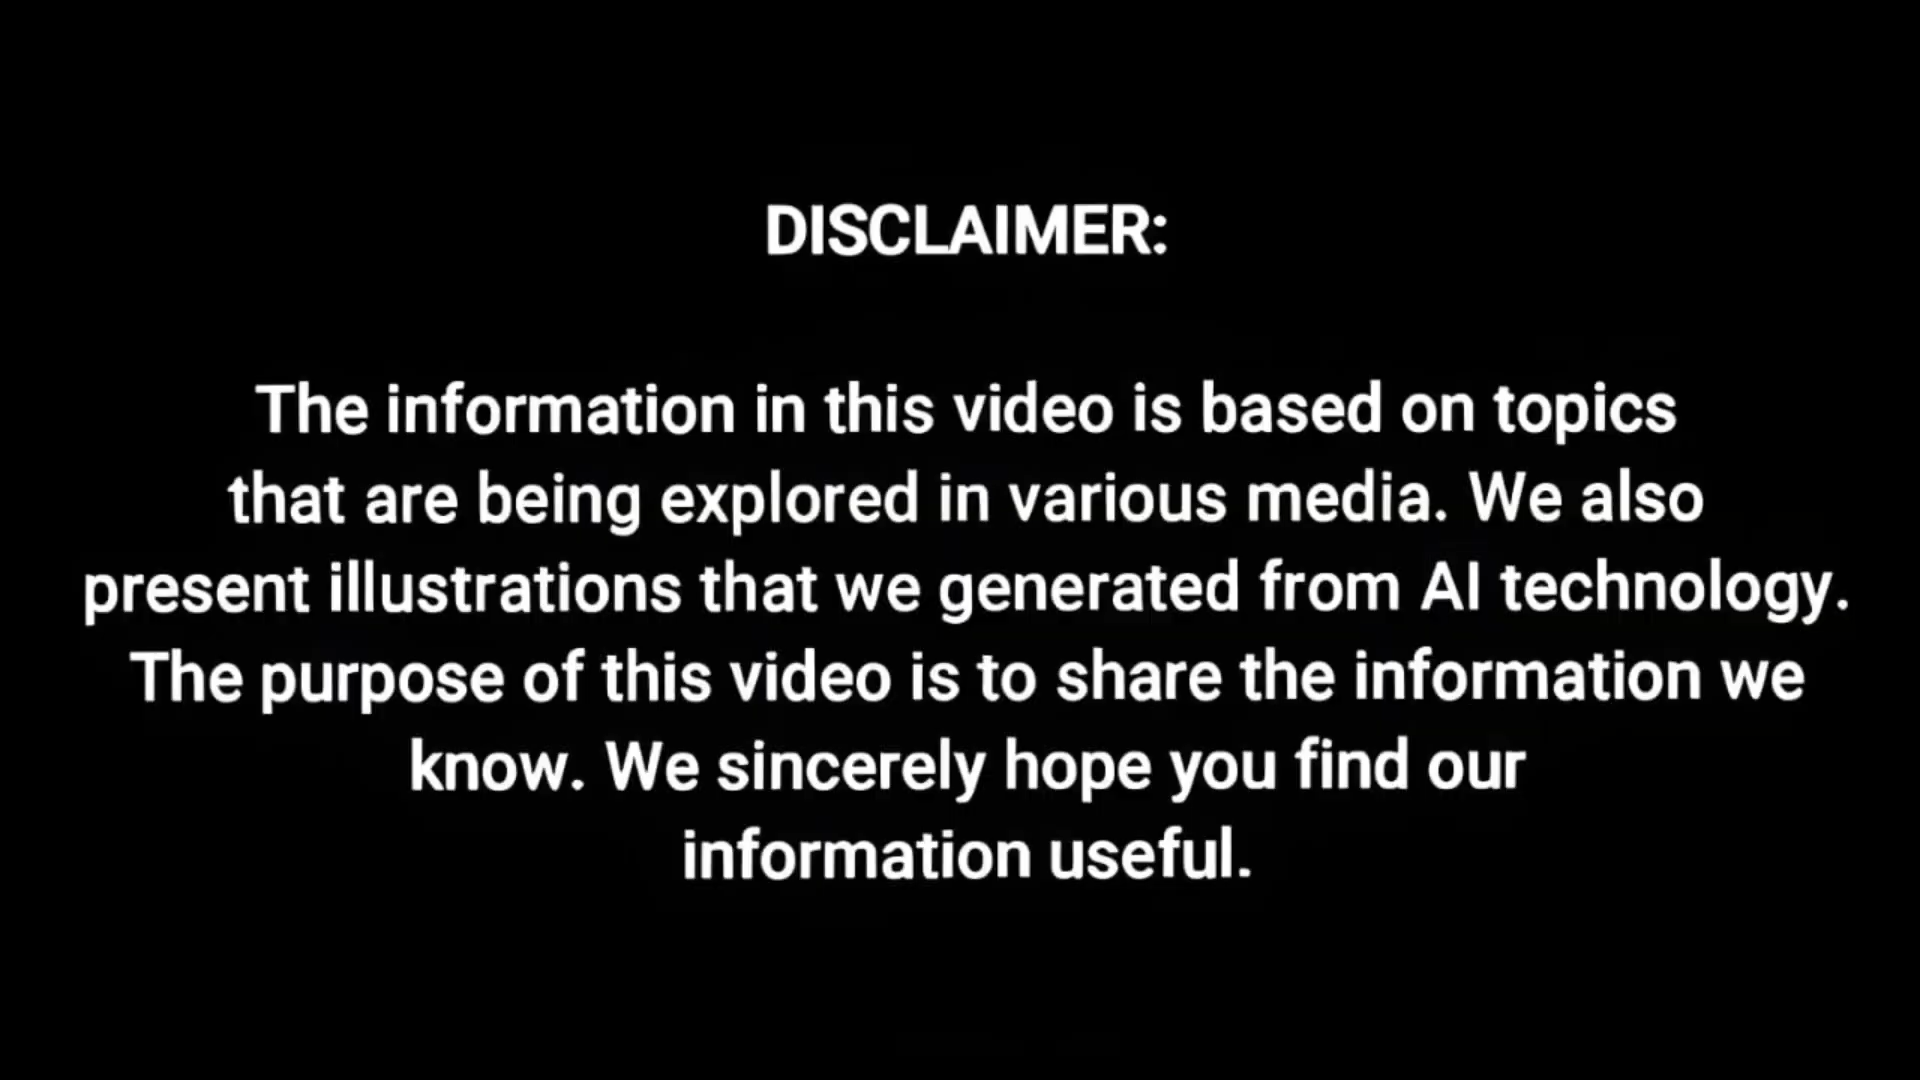 DISCLAIMER:
The information in this video is based on topics
that are being explored in various media. We also
present illustrations that we generated from AI technology.
The purpose of this video is to share the information we
know. We sincerely hope you find our
information useful.